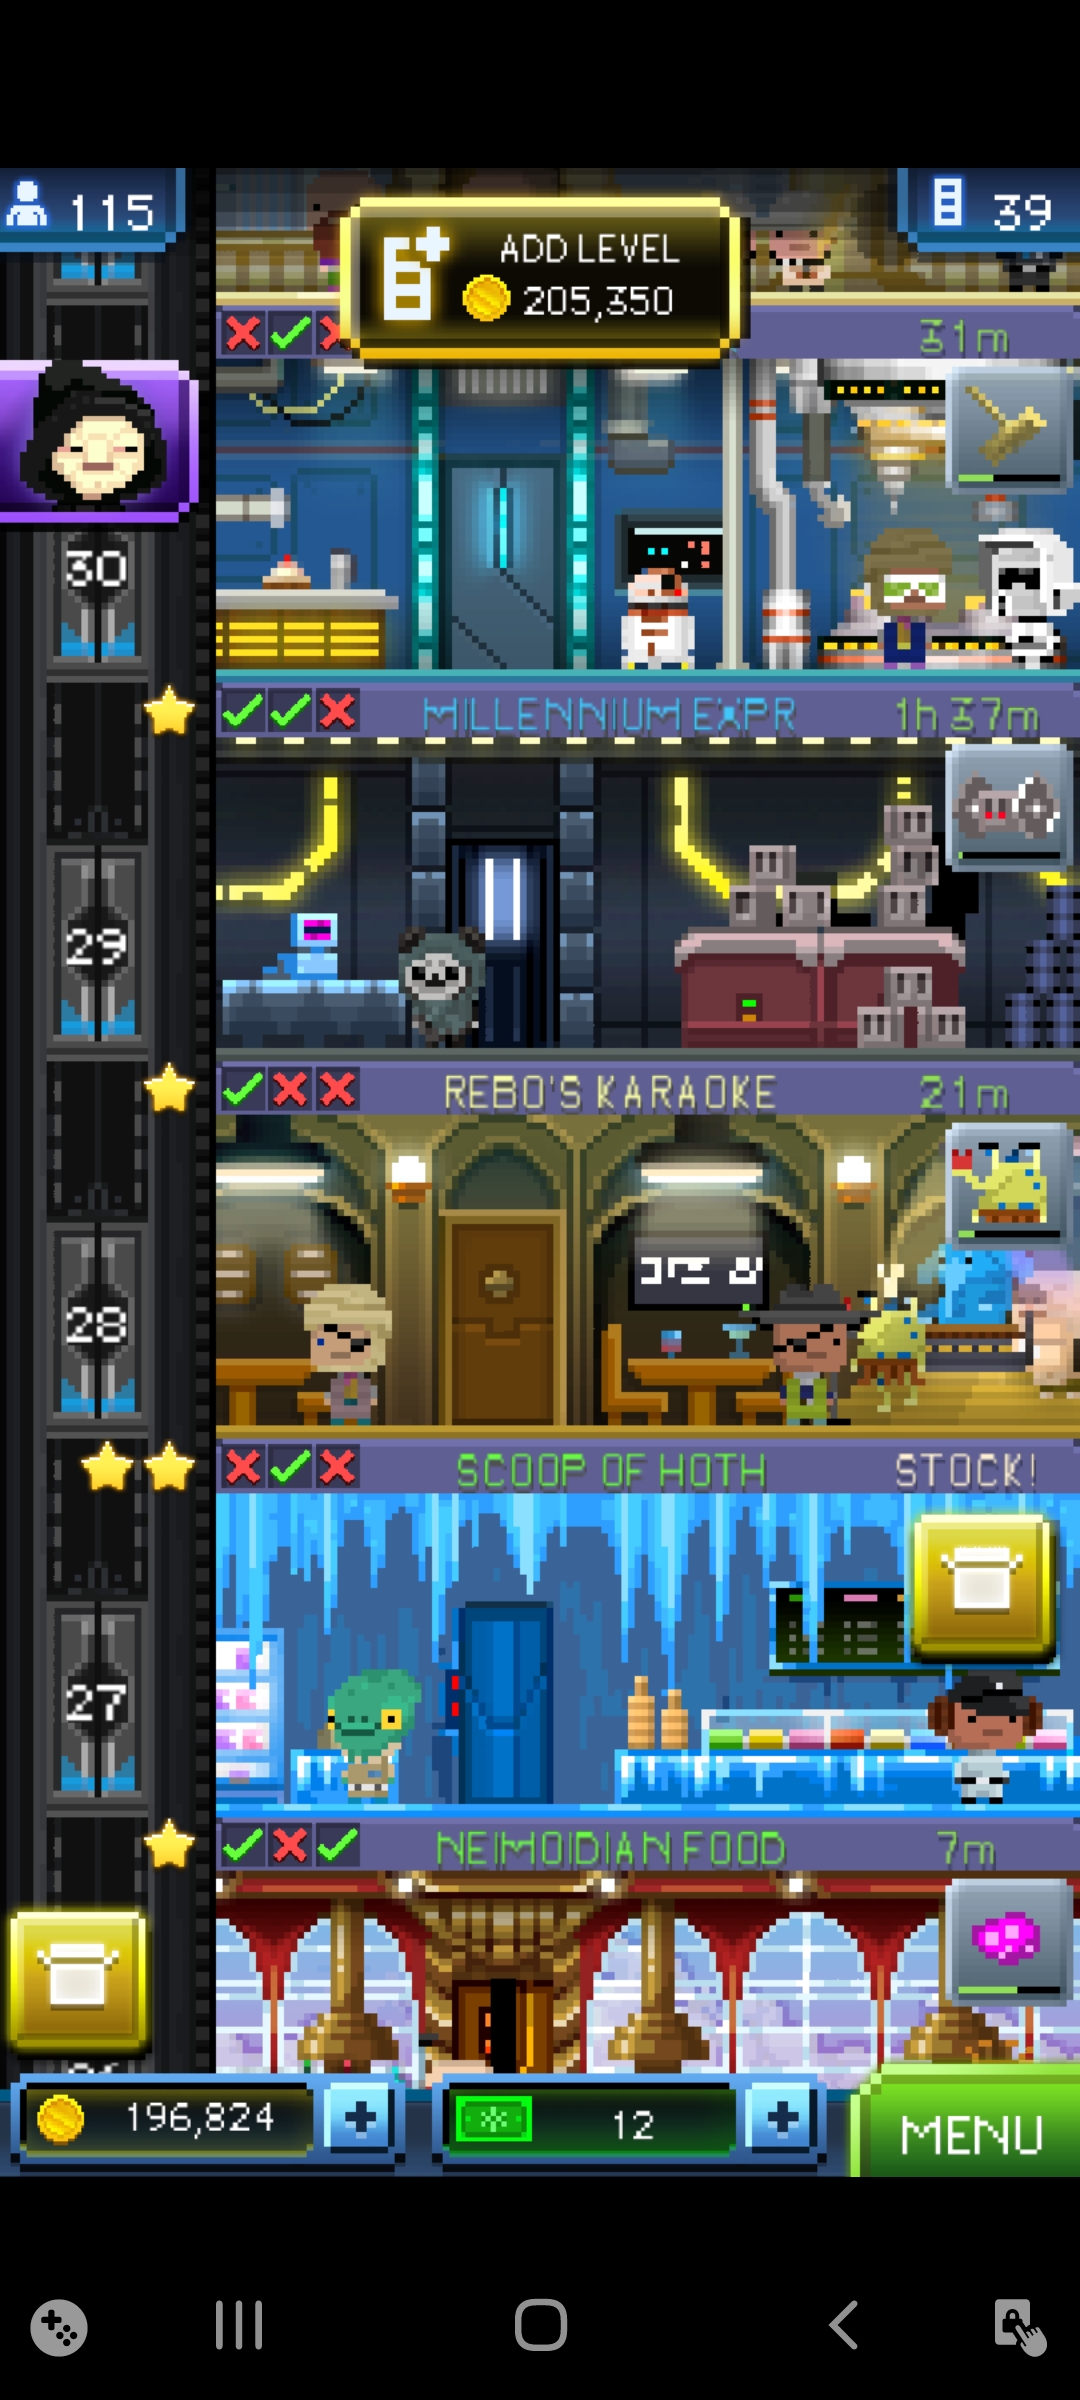 115
ADD LEVEL
205,350
39
31m
30
MILLENNIUM EXPR
1h 37m
29
REBO'S KARAOKE
21m
28
SCOOP OF HOTH
STOCK!
27
NEIMOIDIAN FOOD
7m
196,824
12
MENU